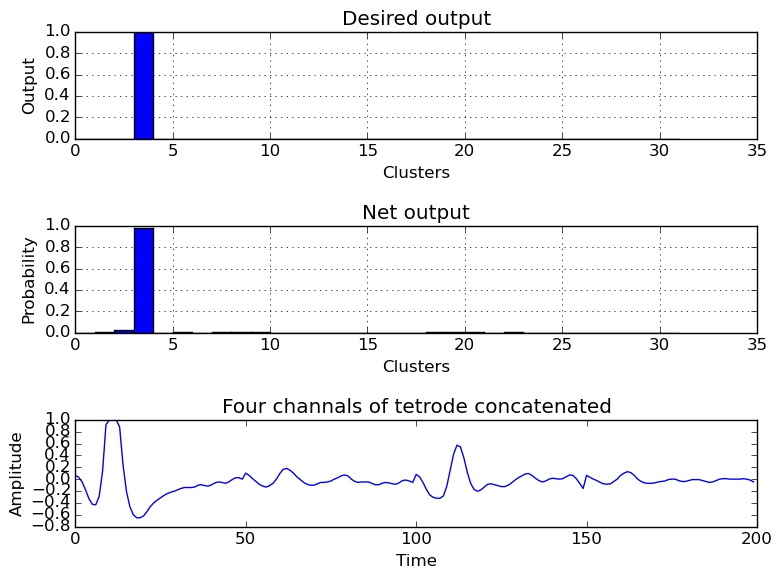 Desired output
1.0
0.8
0.6
0.4
0.2
0.0
Output
0 5 10 15 20 25 30 35
Clusters
Net output
1.0
0.8
0.6
0.4
0.2
0.0
Probability
0 5 10 15 20 25 30 35
Clusters
Four channels of tetrode concatenated
1.0
0.8
0.6
0.4
0.2
0.0
−0.2
−0.4
−0.6
−0.8
Amplitude
0 50 100 150 200
Time